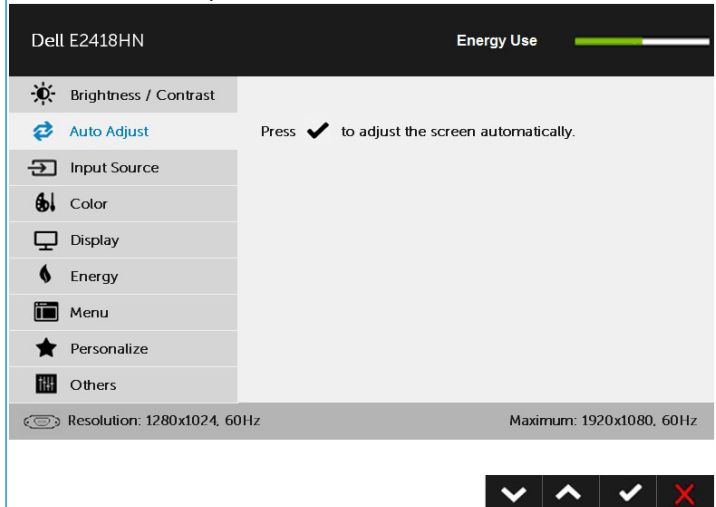 Dell E2418HN
Energy Use
Brightness / Contrast
Auto Adjust
Press ✔ to adjust the screen automatically.
Input Source
Color
Display
Energy
Menu
Personalize
Others
Resolution: 1280x1024, 60Hz
Maximum: 1920x1080, 60Hz